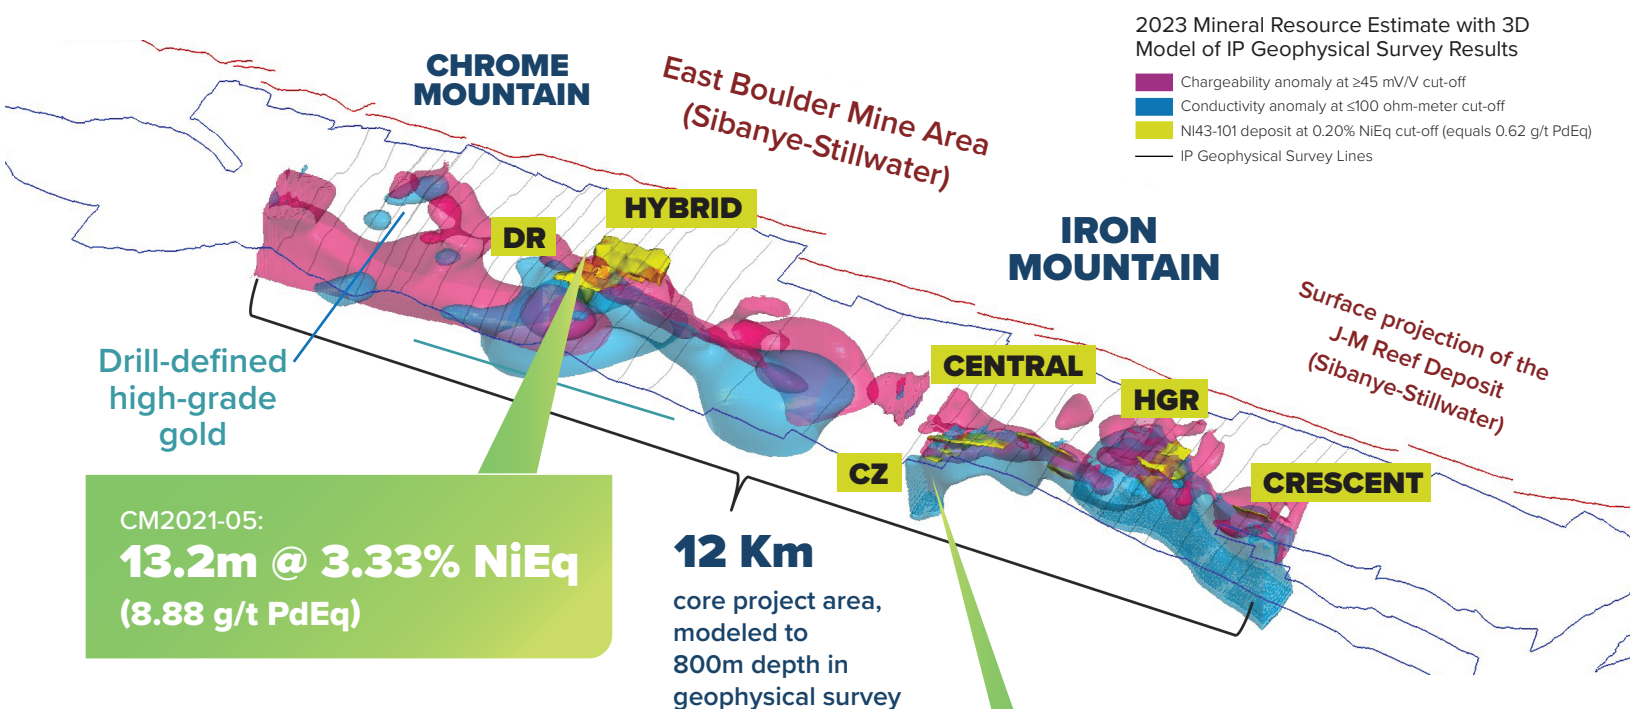 2023 Mineral Resource Estimate with 3D
Model of IP Geophysical Survey Results
Chargeability anomaly at ≥45 mV/V cut-off
Conductivity anomaly at ≤100 ohm-meter cut-off
NI43-101 deposit at 0.20% NiEq cut-off (equals 0.62 g/t PdEq)
IP Geophysical Survey Lines
CHROME
MOUNTAIN
East Boulder Mine Area
(Sibanye-Stillwater)
HYBRID
DR
IRON
MOUNTAIN
Surface projection of the
J-M Reef Deposit
(Sibanye-Stillwater)
Drill-defined
high-grade
gold
CENTRAL
HGR
CZ
CRESCENT
CM2021-05:
13.2m @ 3.33% NiEq
(8.88 g/t PdEq)
12 Km
core project area,
modeled to
800m depth in
geophysical survey